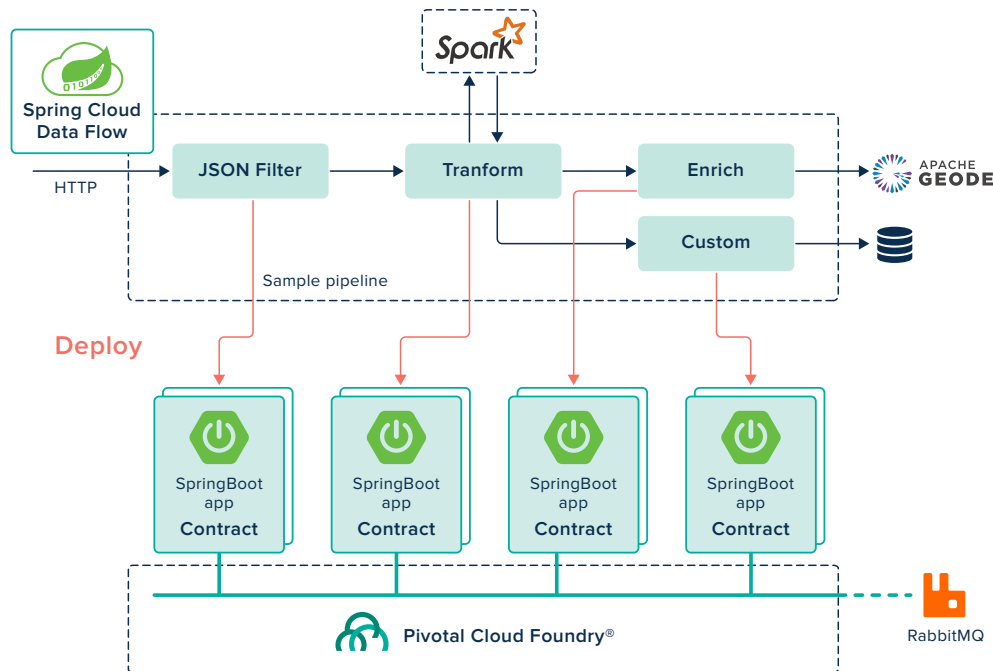 Spark
Spring Cloud
Data Flow
010110
HTTP
JSON Filter
Tranform
Enrich
APACHE
GEODE
Custom
Sample pipeline
Deploy
SpringBoot
app
Contract
SpringBoot
app
Contract
SpringBoot
app
Contract
SpringBoot
app
Contract
Pivotal Cloud Foundry®
RabbitMQ